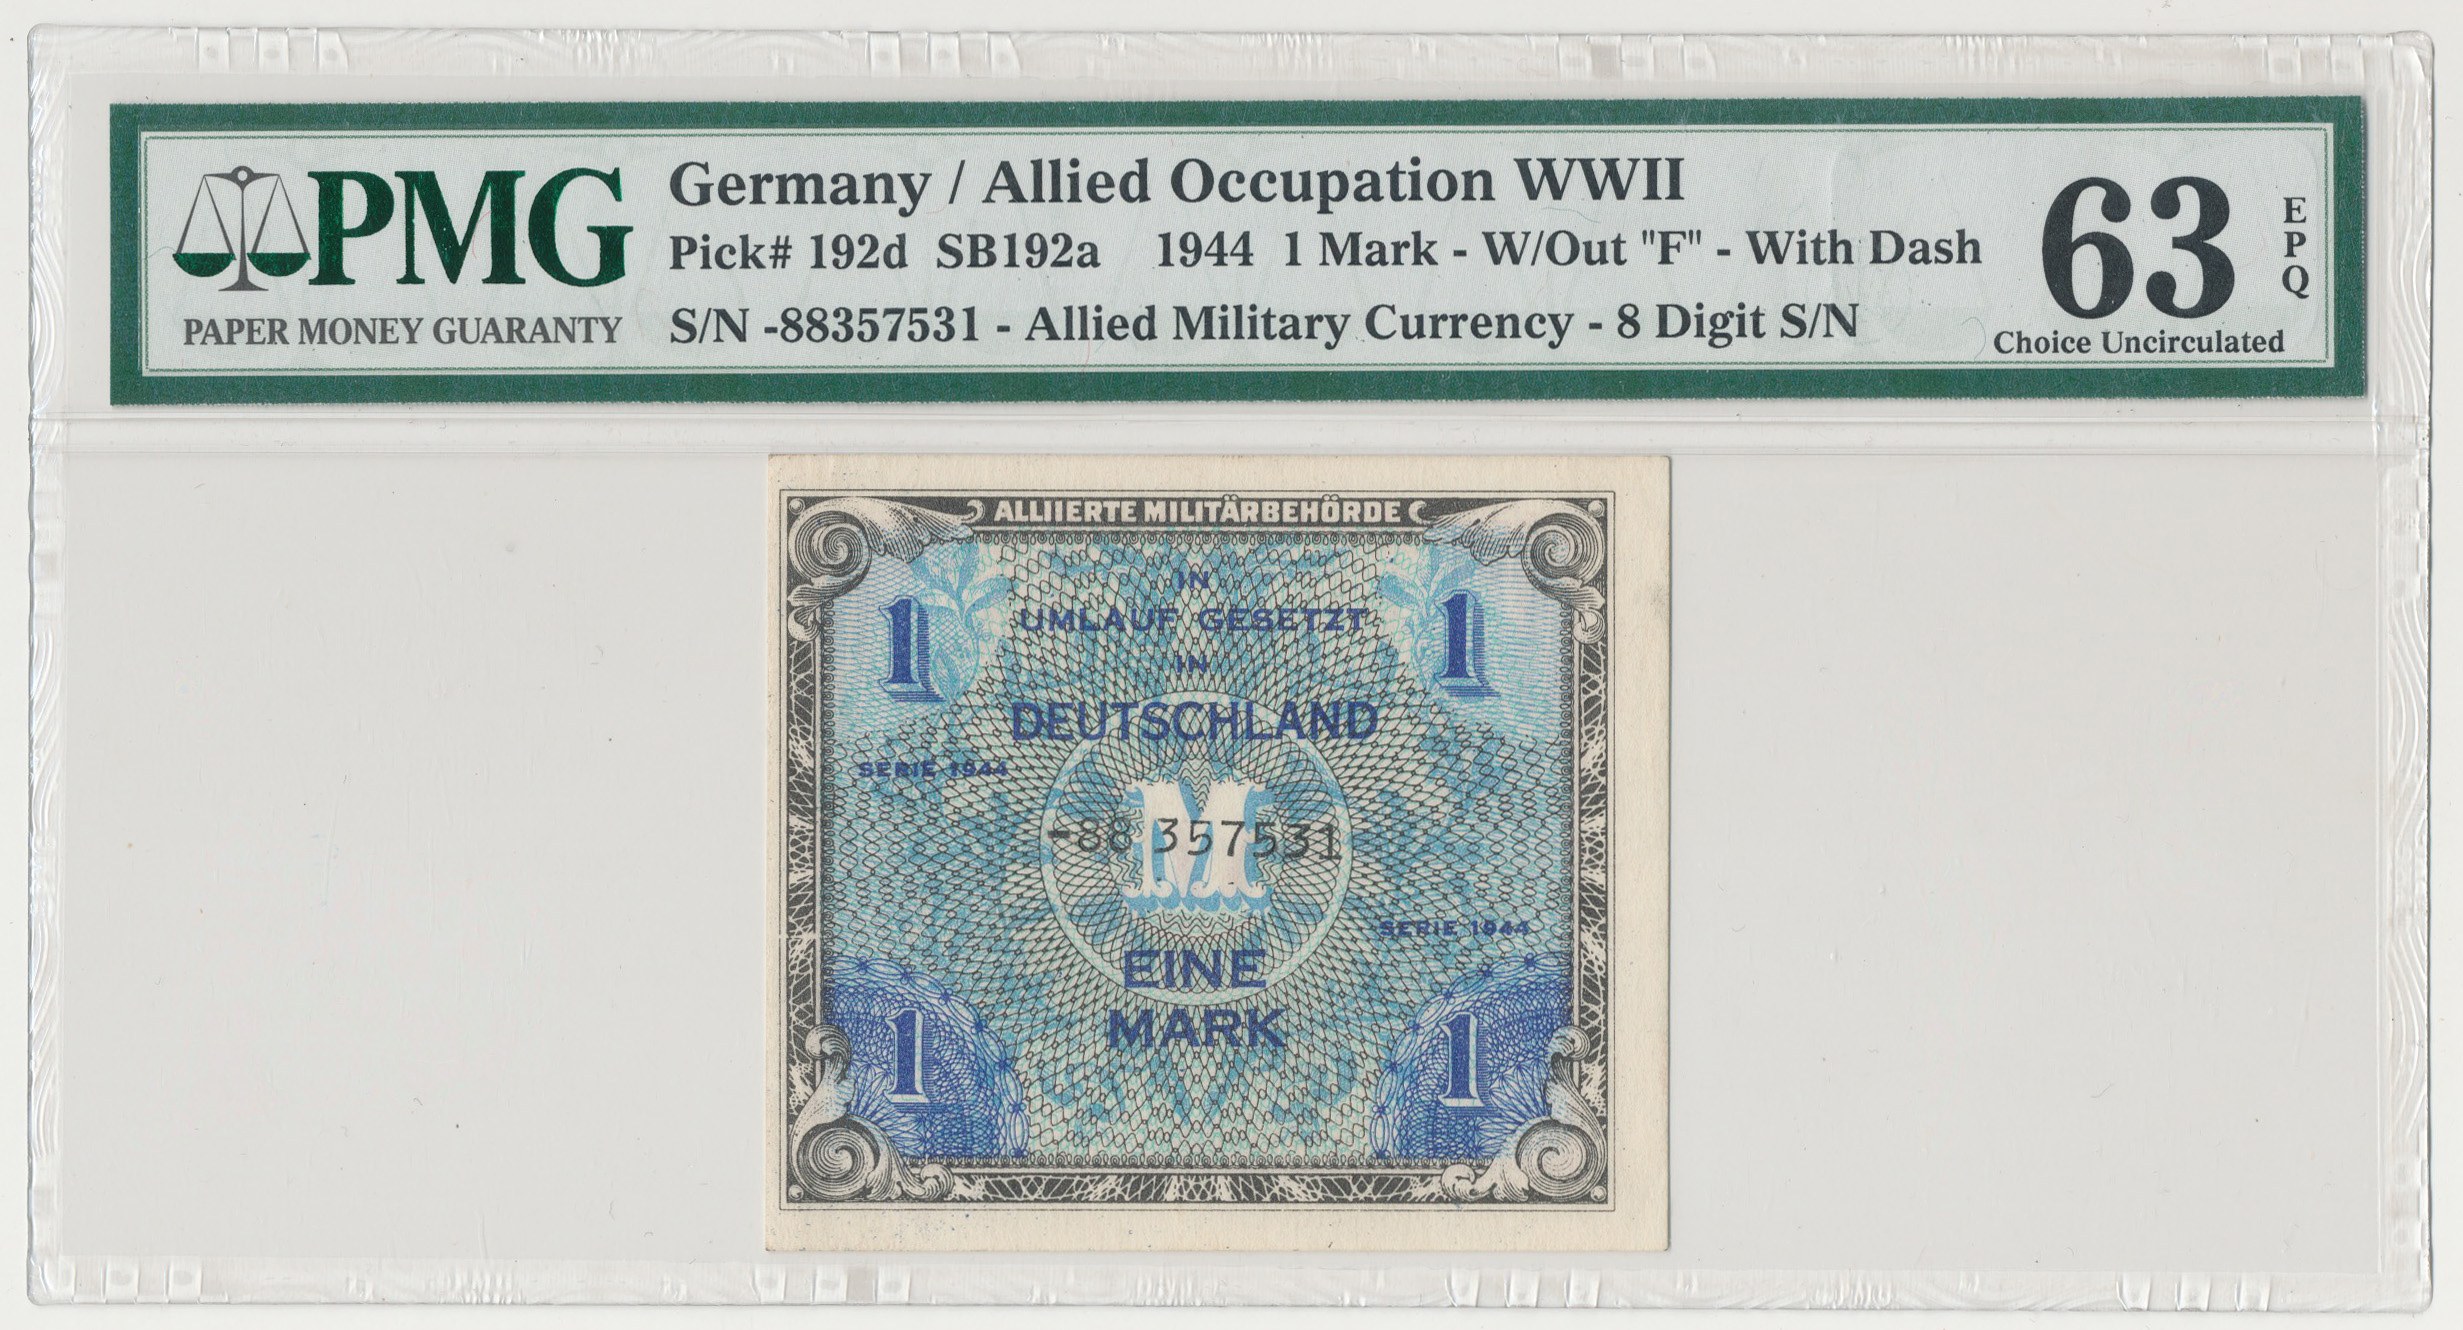 PMG
PAPER MONEY GUARANTY
Germany / Allied Occupation WWII
Pick# 192d SB192a 1944 1 Mark - W/Out "F" - With Dash
S/N -88357531 - Allied Military Currency - 8 Digit S/N
63
EPQ
Choice Uncirculated
ALLIIERTE MILITÄRBEHÖRDE
1 1
IN
UMLAUF GESETZT
IN
DEUTSCHLAND
SERIE 1944
M
-88 357531
SERIE 1944
EINE
MARK
1 1